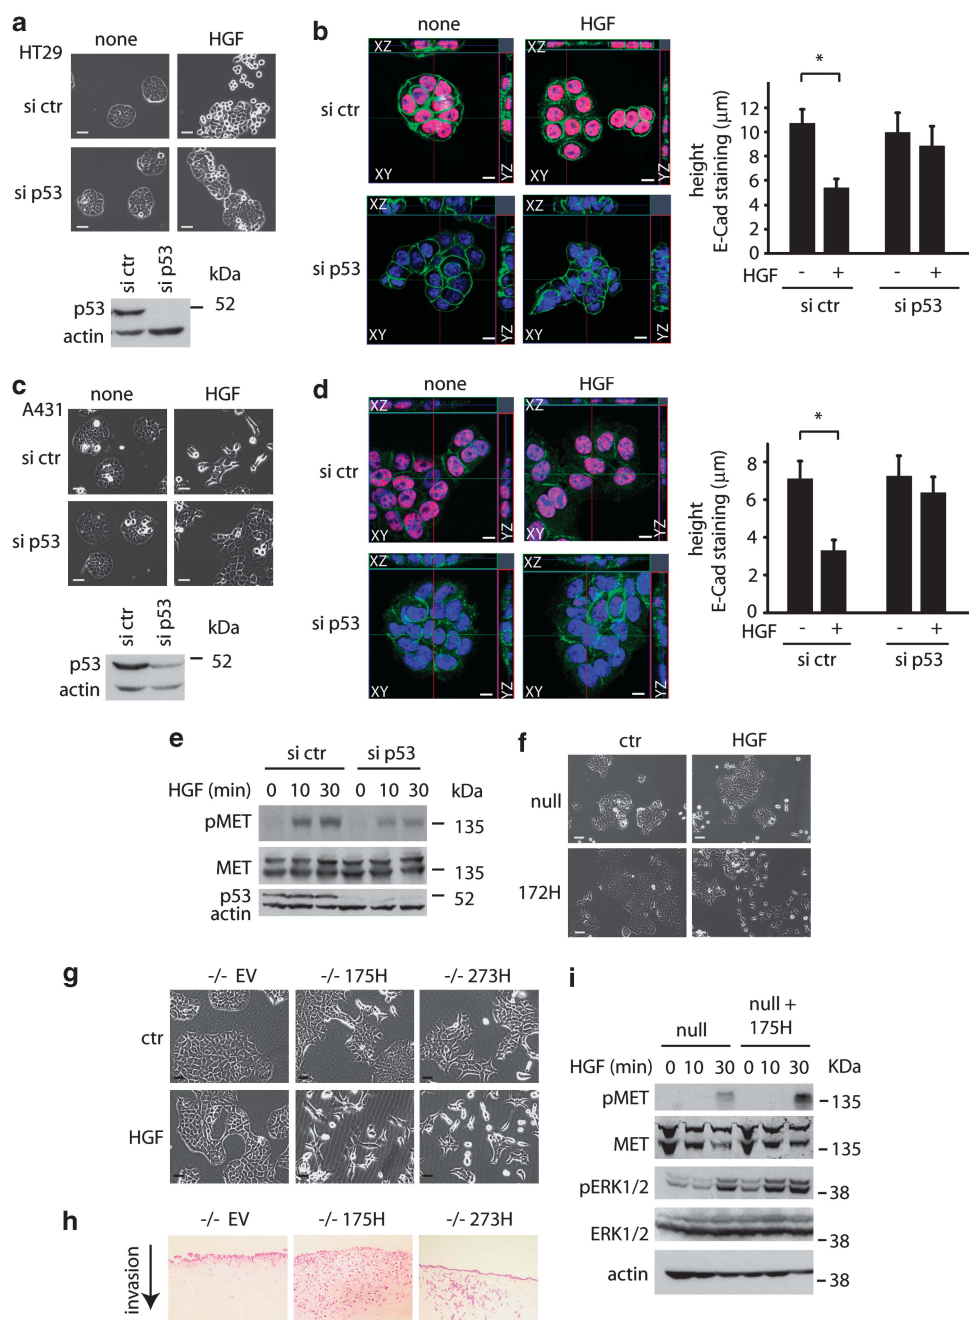 a
none HGF
HT29
si ctr
si p53
si ctr si p53 kDa
p53 52
actin
b
none HGF
si ctr
XZ XZ
XY YZ XY YZ
si p53
XZ XZ
XY YZ XY YZ
height
E-Cad staining (μm)
12
10
8
6
4
2
0
*
HGF - + - +
si ctr si p53
c
none HGF
A431
si ctr
si p53
si ctr si p53 kDa
p53 52
actin
d
none HGF
si ctr
XZ XZ
XY YZ XY YZ
si p53
XZ XZ
XY YZ XY YZ
height
E-Cad staining (μm)
8
6
4
2
0
*
HGF - + - +
si ctr si p53
e
si ctr si p53
HGF (min) 0 10 30 0 10 30 kDa
pMET 135
MET 135
p53 52
actin
f
ctr HGF
null
172H
g
-/- EV -/- 175H -/- 273H
ctr
HGF
h
-/- EV -/- 175H -/- 273H
invasion
i
null null + 175H
HGF (min) 0 10 30 0 10 30 KDa
pMET -135
MET -135
pERK1/2 -38
ERK1/2
actin -38